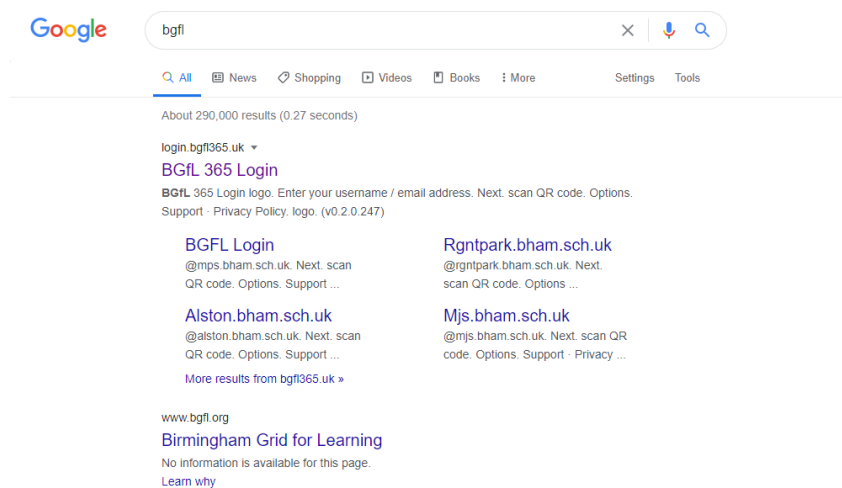 Google
bgfl
All News Shopping Videos Books More Settings Tools
About 290,000 results (0.27 seconds)
login.bgfl365.uk
BGfL 365 Login
BGfL 365 Login logo. Enter your username / email address. Next. scan QR code. Options.
Support · Privacy Policy. logo. (v0.2.0.247)
BGFL Login
@mps.bham.sch.uk. Next. scan
QR code. Options. Support ...
Rgntpark.bham.sch.uk
@rgntpark.bham.sch.uk. Next.
scan QR code. Options ...
Alston.bham.sch.uk
@alston.bham.sch.uk. Next. scan
QR code. Options. Support ...
Mjs.bham.sch.uk
@mjs.bham.sch.uk. Next. scan QR
code. Options. Support · Privacy ...
More results from bgfl365.uk »
www.bgfl.org
Birmingham Grid for Learning
No information is available for this page.
Learn why